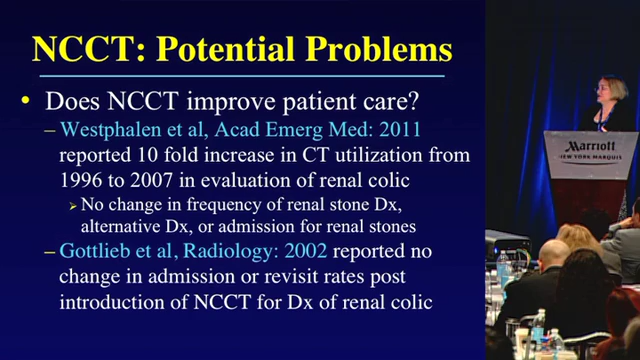 NCCT: Potential Problems
• Does NCCT improve patient care?
– Westphalen et al, Acad Emerg Med: 2011
reported 10 fold increase in CT utilization from
1996 to 2007 in evaluation of renal colic
➢ No change in frequency of renal stone Dx,
alternative Dx, or admission for renal stones
– Gottlieb et al, Radiology: 2002 reported no
change in admission or revisit rates post
introduction of NCCT for Dx of renal colic
Marriott
NEW YORK MARQUIS